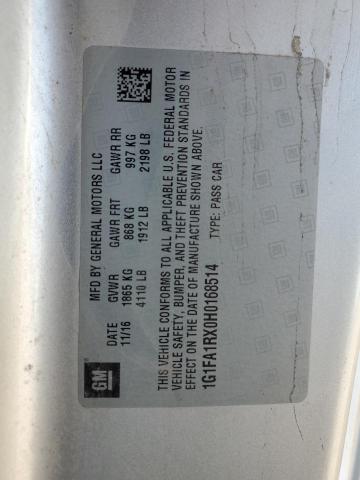 MFD BY GENERAL MOTORS LLC
DATE GVWR GAWR FRT GAWR RR
11/16 1865 KG 868 KG 997 KG
4110 LB 1912 LB 2198 LB
THIS VEHICLE CONFORMS TO ALL APPLICABLE U.S. FEDERAL MOTOR
VEHICLE SAFETY, BUMPER, AND THEFT PREVENTION STANDARDS IN
EFFECT ON THE DATE OF MANUFACTURE SHOWN ABOVE.
1G1FA1RX0H0168514 TYPE: PASS CAR
GM